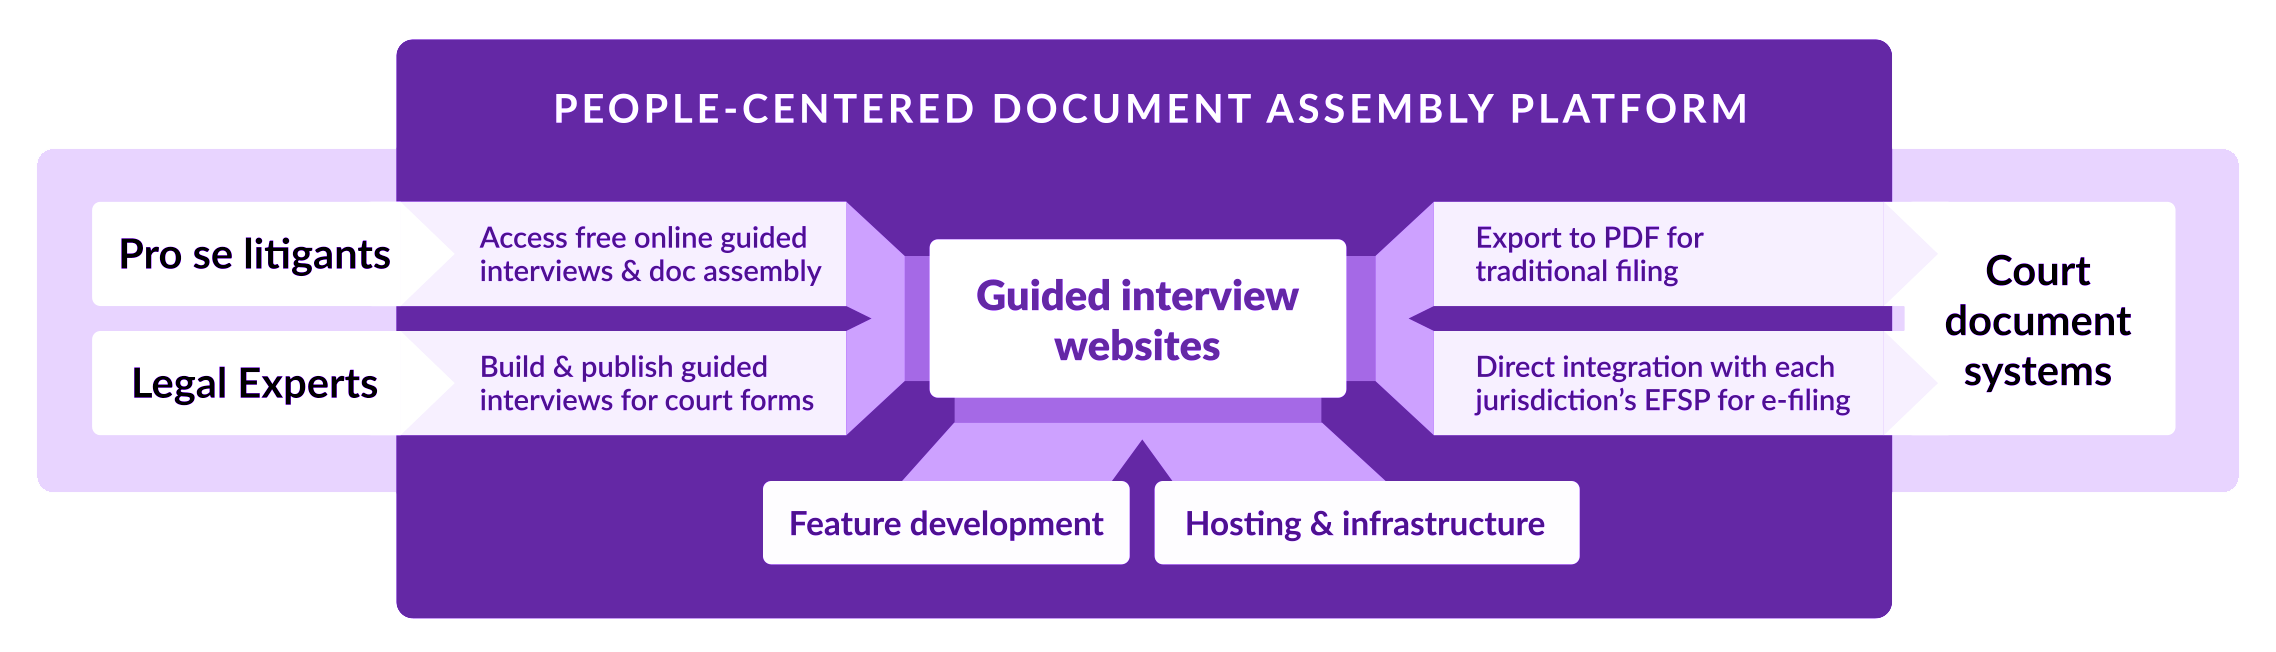 PEOPLE-CENTERED DOCUMENT ASSEMBLY PLATFORM
Pro se litigants
Access free online guided
interviews & doc assembly
Legal Experts
Build & publish guided
interviews for court forms
Guided interview
websites
Feature development
Hosting & infrastructure
Export to PDF for
traditional filing
Direct integration with each
jurisdiction’s EFSP for e-filing
Court
document
systems